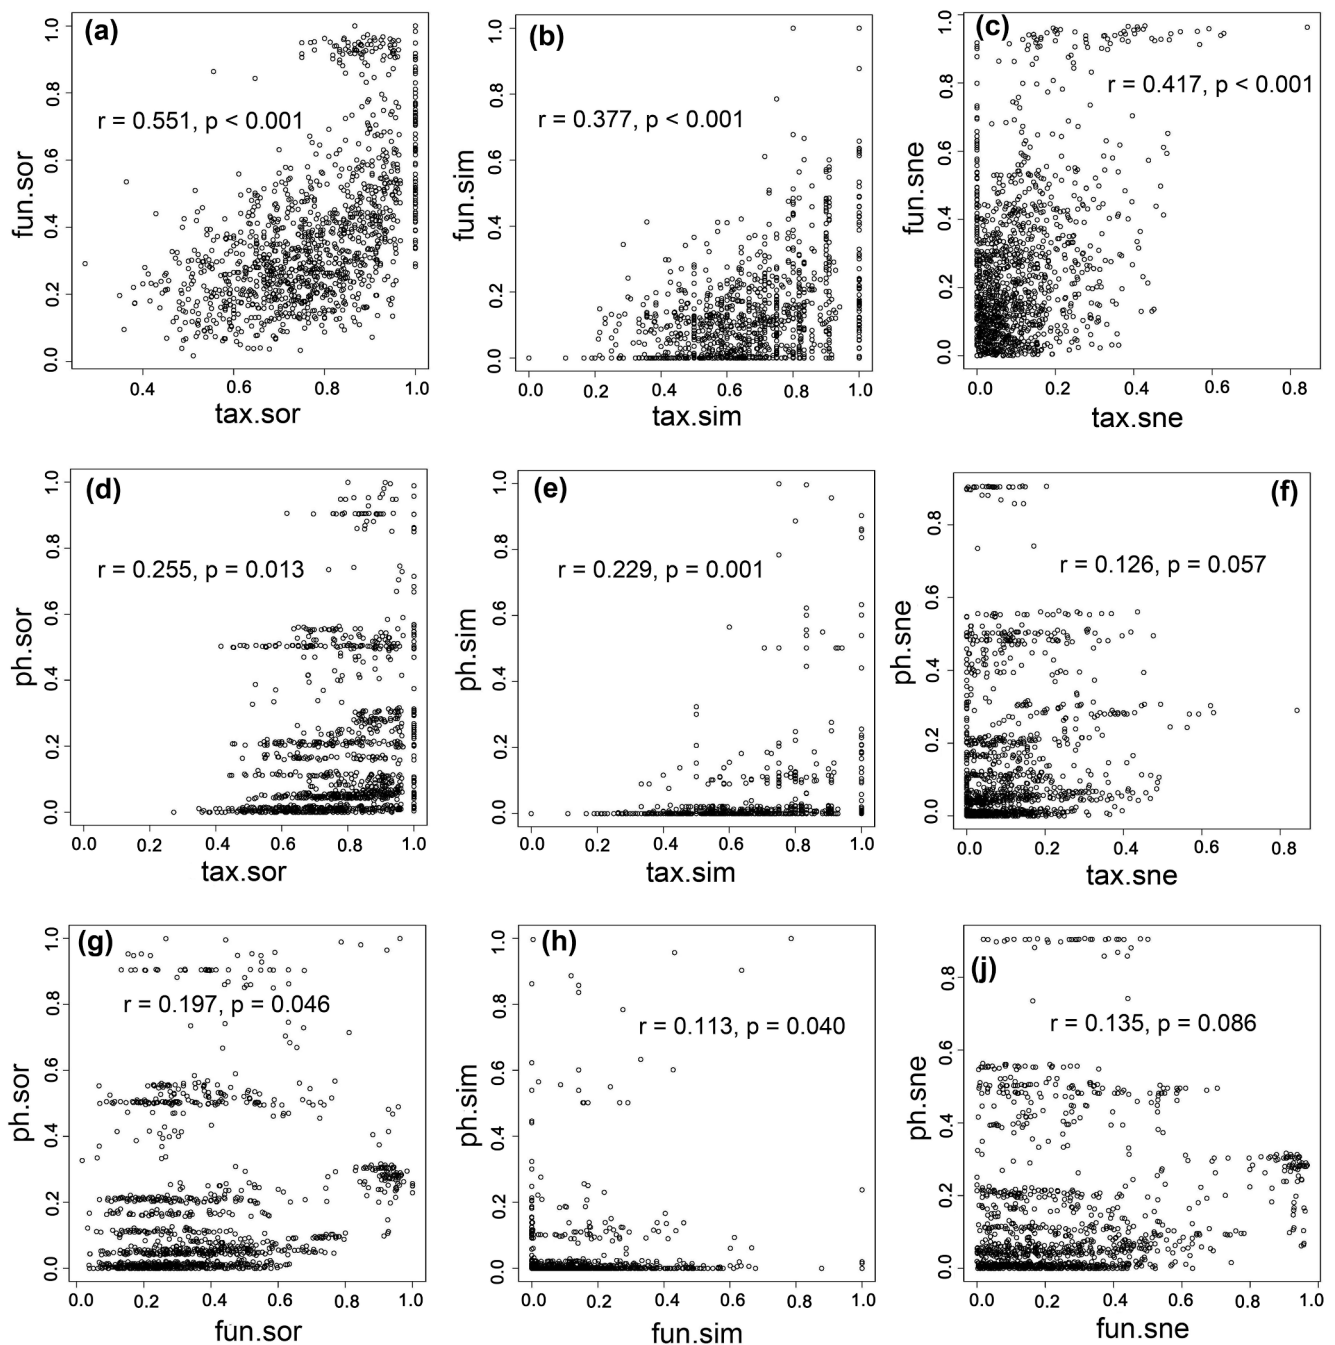 (a)
r = 0.551, p < 0.001
fun.sor
0.0 0.2 0.4 0.6 0.8 1.0
0.4 0.6 0.8 1.0
tax.sor
(b)
r = 0.377, p < 0.001
fun.sim
0.0 0.2 0.4 0.6 0.8 1.0
0.0 0.2 0.4 0.6 0.8 1.0
tax.sim
(c)
r = 0.417, p < 0.001
fun.sne
0.0 0.2 0.4 0.6 0.8 1.0
0.0 0.2 0.4 0.6 0.8
tax.sne
(d)
r = 0.255, p = 0.013
ph.sor
0.0 0.2 0.4 0.6 0.8 1.0
0.0 0.2 0.4 0.6 0.8 1.0
tax.sor
(e)
r = 0.229, p = 0.001
ph.sim
0.0 0.2 0.4 0.6 0.8 1.0
0.0 0.2 0.4 0.6 0.8 1.0
tax.sim
(f)
r = 0.126, p = 0.057
ph.sne
0.0 0.2 0.4 0.6 0.8
0.0 0.2 0.4 0.6 0.8
tax.sne
(g)
r = 0.197, p = 0.046
ph.sor
0.0 0.2 0.4 0.6 0.8 1.0
0.0 0.2 0.4 0.6 0.8 1.0
fun.sor
(h)
r = 0.113, p = 0.040
ph.sim
0.0 0.2 0.4 0.6 0.8 1.0
0.0 0.2 0.4 0.6 0.8 1.0
fun.sim
(j)
r = 0.135, p = 0.086
ph.sne
0.0 0.2 0.4 0.6 0.8
0.0 0.2 0.4 0.6 0.8 1.0
fun.sne